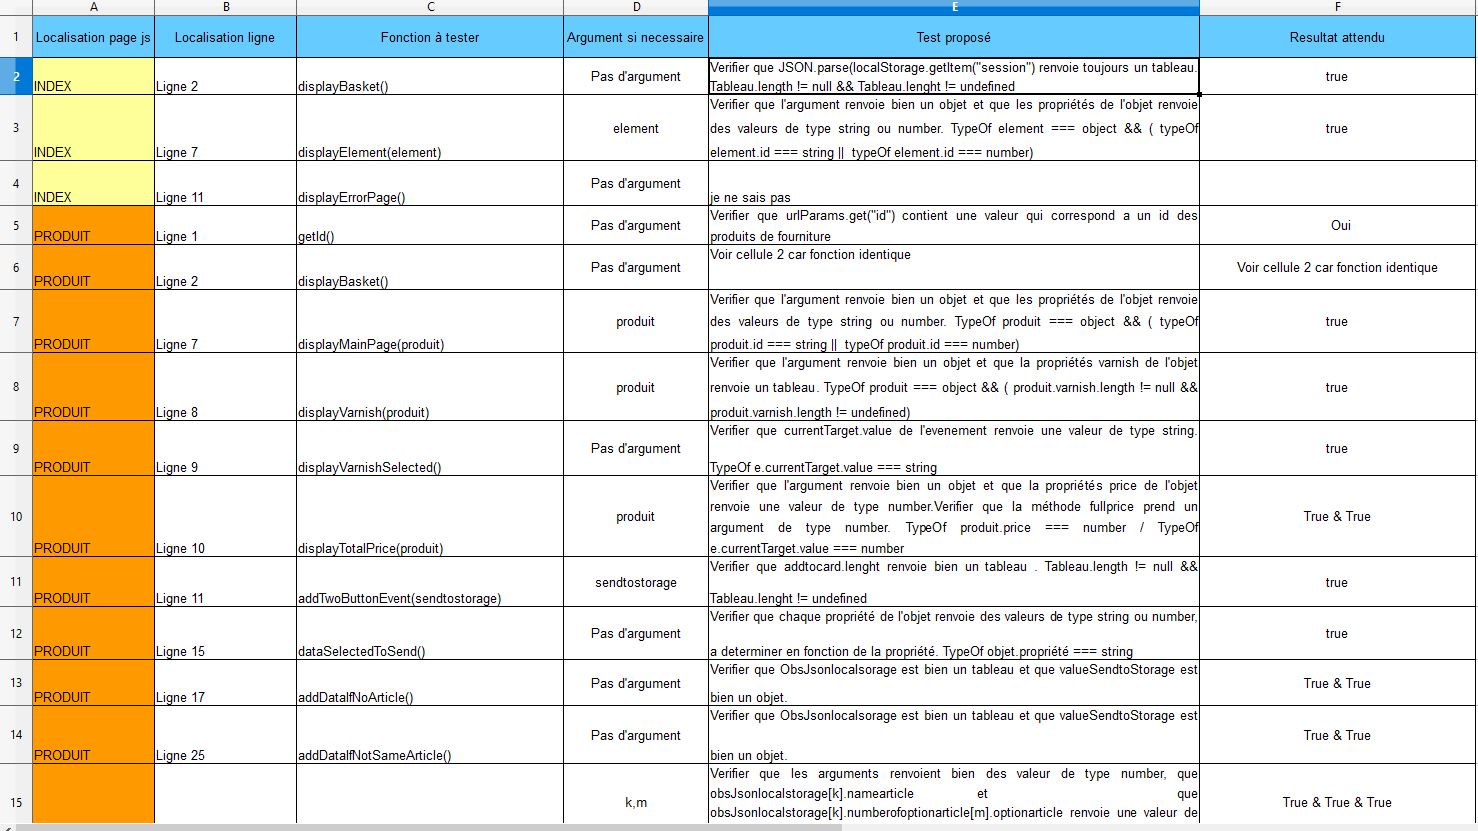 A B C D E F
1 Localisation page js Localisation ligne Fonction à tester Argument si necessaire Test proposé Resultat attendu
2 INDEX Ligne 2 displayBasket() Pas d'argument Verifier que JSON.parse(localStorage.getItem("session") renvoie toujours un tableau. true
Tableau.length != null && Tableau.lenght != undefined
3 INDEX Ligne 7 displayElement(element) element Verifier que l'argument renvoie bien un objet et que les propriétés de l'objet renvoie true
des valeurs de type string ou number. TypeOf element === object && ( typeOf
element.id === string || typeOf element.id === number)
4 INDEX Ligne 11 displayErrorPage() Pas d'argument je ne sais pas
5 PRODUIT Ligne 1 getId() Pas d'argument Verifier que urlParams.get("id") contient une valeur qui correspond a un id des Oui
produits de fourniture
6 PRODUIT Ligne 2 displayBasket() Pas d'argument Voir cellule 2 car fonction identique Voir cellule 2 car fonction identique
7 PRODUIT Ligne 7 displayMainPage(produit) produit Verifier que l'argument renvoie bien un objet et que les propriétés de l'objet renvoie true
des valeurs de type string ou number. TypeOf produit === object && ( typeOf
produit.id === string || typeOf produit.id === number)
8 PRODUIT Ligne 8 displayVarnish(produit) produit Verifier que l'argument renvoie bien un objet et que la propriétés varnish de l'objet true
renvoie un tableau. TypeOf produit === object && ( produit.varnish.length != null &&
produit.varnish.length != undefined)
9 PRODUIT Ligne 9 displayVarnishSelected() Pas d'argument Verifier que currentTarget.value de l'evenement renvoie une valeur de type string. true
TypeOf e.currentTarget.value === string
10 PRODUIT Ligne 10 displayTotalPrice(produit) produit Verifier que l'argument renvoie bien un objet et que la propriétés price de l'objet True & True
renvoie une valeur de type number.Verifier que la méthode fullprice prend un
argument de type number. TypeOf produit.price === number / TypeOf
e.currentTarget.value === number
11 PRODUIT Ligne 11 addTwoButtonEvent(sendtostorage) sendtostorage Verifier que addtocard.lenght renvoie bien un tableau . Tableau.length != null && true
Tableau.lenght != undefined
12 PRODUIT Ligne 15 dataSelectedToSend() Pas d'argument Verifier que chaque propriété de l'objet renvoie des valeurs de type string ou number, true
a determiner en fonction de la propriété. TypeOf objet.propriété === string
13 PRODUIT Ligne 17 addDataIfNoArticle() Pas d'argument Verifier que ObsJsonlocalsorage est bien un tableau et que valueSendtoStorage est True & True
bien un objet.
14 PRODUIT Ligne 25 addDataIfNotSameArticle() Pas d'argument Verifier que ObsJsonlocalsorage est bien un tableau et que valueSendtoStorage est True & True
bien un objet.
15 k,m Verifier que les arguments renvoient bien des valeur de type number, que True & True & True
obsJsonlocalstorage[k].namearticle et que
obsJsonlocalstorage[k].numberofoptionarticle[m].optionarticle renvoie une valeur de